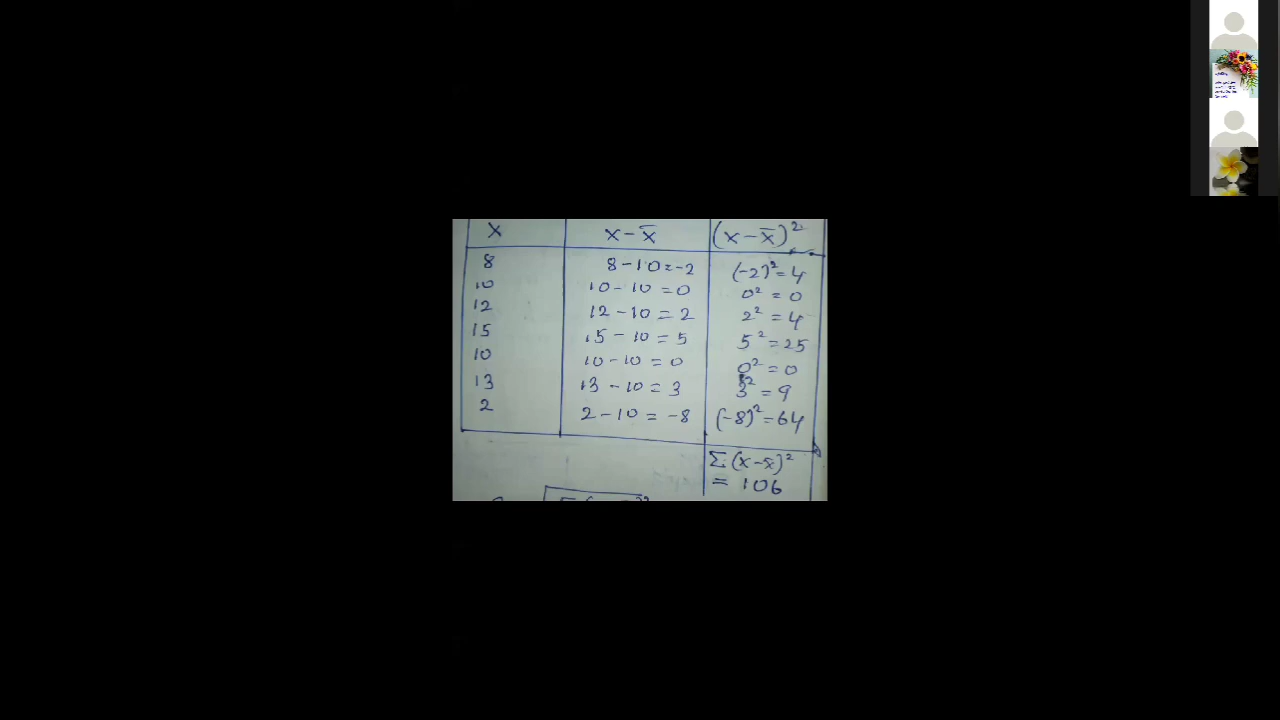 x x - x̄ (x - x̄)²
8 8 - 10 = -2 (-2)² = 4
10 10 - 10 = 0 0² = 0
12 12 - 10 = 2 2² = 4
15 15 - 10 = 5 5² = 25
10 10 - 10 = 0 0² = 0
13 13 - 10 = 3 3² = 9
2 2 - 10 = -8 (-8)² = 64
Σ(x - x̄)²
= 106